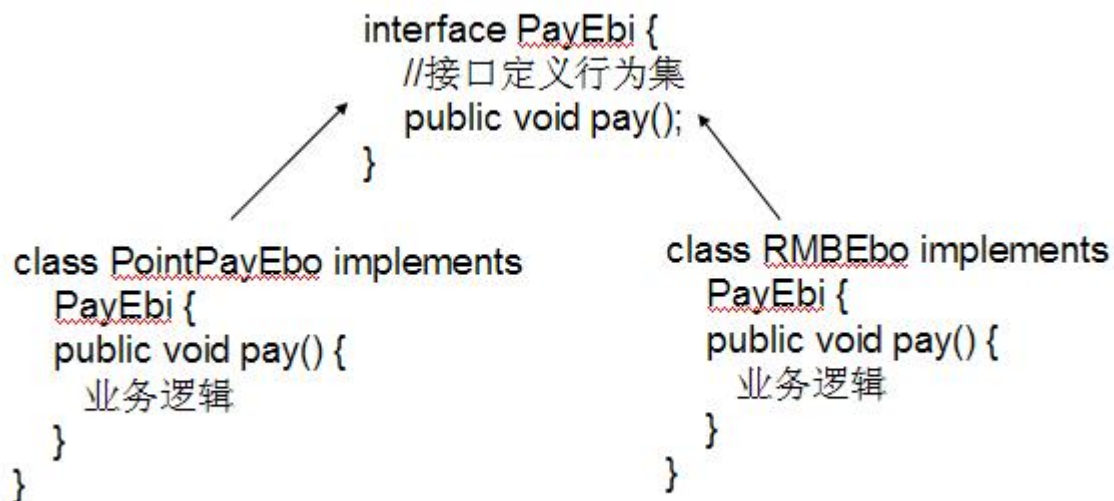 interface PayEbi {
//接口定义行为集
public void pay();
}
class PointPayEbo implements
PayEbi {
public void pay() {
业务逻辑
}
}
class RMBEbo implements
PayEbi {
public void pay() {
业务逻辑
}
}